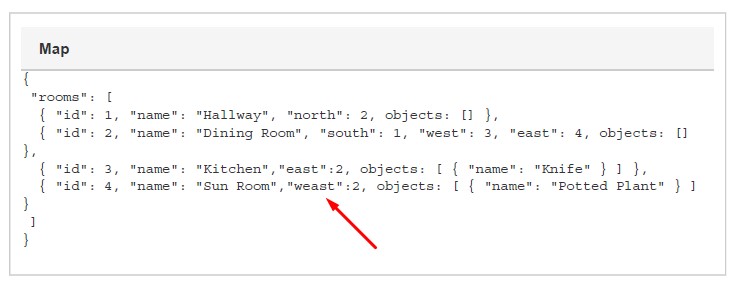 Map
{
"rooms": [
{ "id": 1, "name": "Hallway", "north": 2, objects: [] },
{ "id": 2, "name": "Dining Room", "south": 1, "west": 3, "east": 4, objects: []
},
{ "id": 3, "name": "Kitchen","east":2, objects: [ { "name": "Knife" } ] },
{ "id": 4, "name": "Sun Room","weast":2, objects: [ { "name": "Potted Plant" } ]
}
]
}